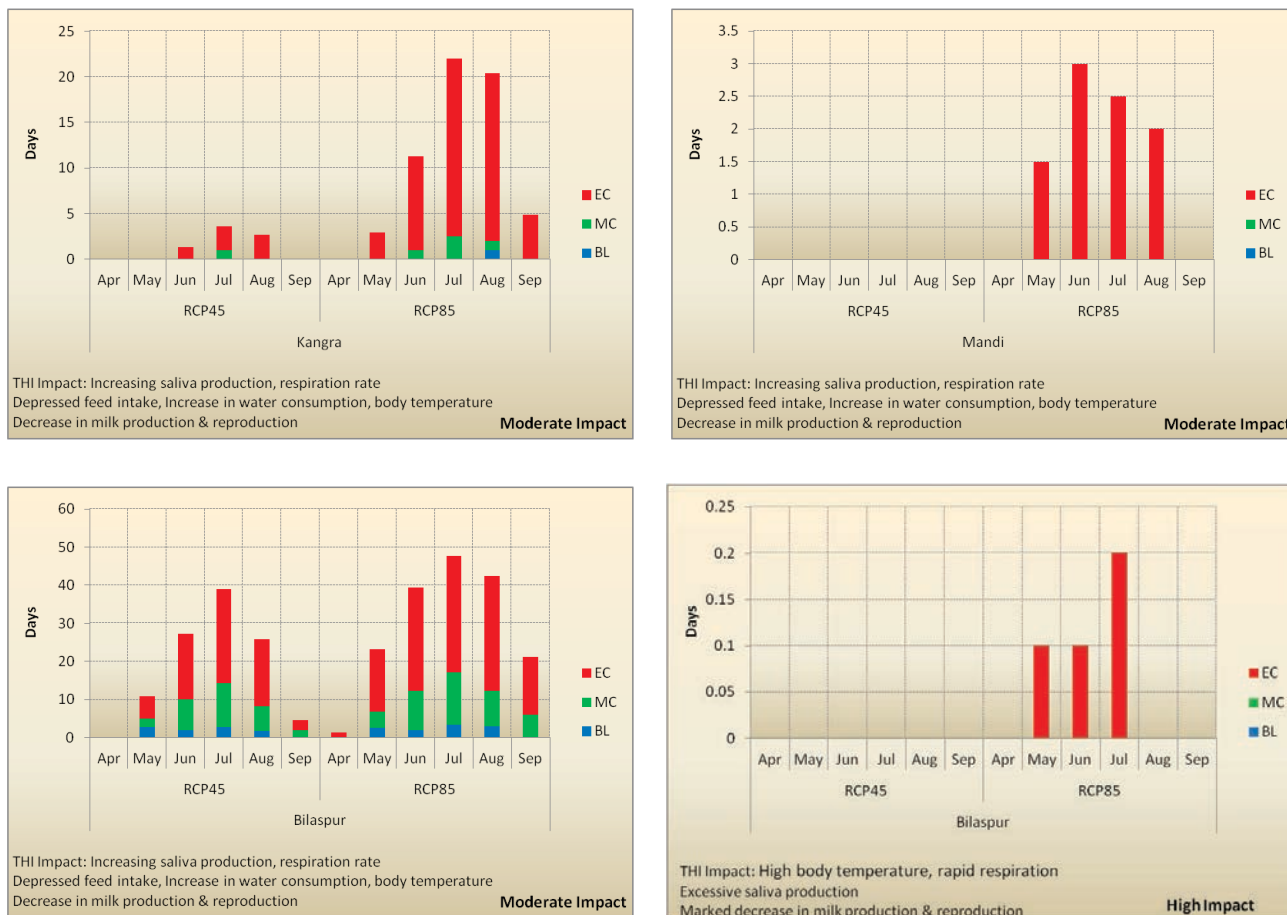 25
20
15
10
5
0
Days
EC
MC
BL
Apr May Jun Jul Aug Sep Apr May Jun Jul Aug Sep
RCP45 RCP85
Kangra
THI Impact: Increasing saliva production, respiration rate
Depressed feed intake, Increase in water consumption, body temperature
Decrease in milk production & reproduction Moderate Impact
3.5
3
2.5
2
1.5
1
0.5
0
Days
EC
MC
BL
Apr May Jun Jul Aug Sep Apr May Jun Jul Aug Sep
RCP45 RCP85
Mandi
THI Impact: Increasing saliva production, respiration rate
Depressed feed intake, Increase in water consumption, body temperature
Decrease in milk production & reproduction Moderate Impact
60
50
40
30
20
10
0
Days
EC
MC
BL
Apr May Jun Jul Aug Sep Apr May Jun Jul Aug Sep
RCP45 RCP85
Bilaspur
THI Impact: Increasing saliva production, respiration rate
Depressed feed intake, Increase in water consumption, body temperature
Decrease in milk production & reproduction Moderate Impact
0.25
0.2
0.15
0.1
0.05
0
Days
EC
MC
BL
Apr May Jun Jul Aug Sep Apr May Jun Jul Aug Sep
RCP45 RCP85
Bilaspur
THI Impact: High body temperature, rapid respiration
Excessive saliva production
Marked decrease in milk production & reproduction High Impact